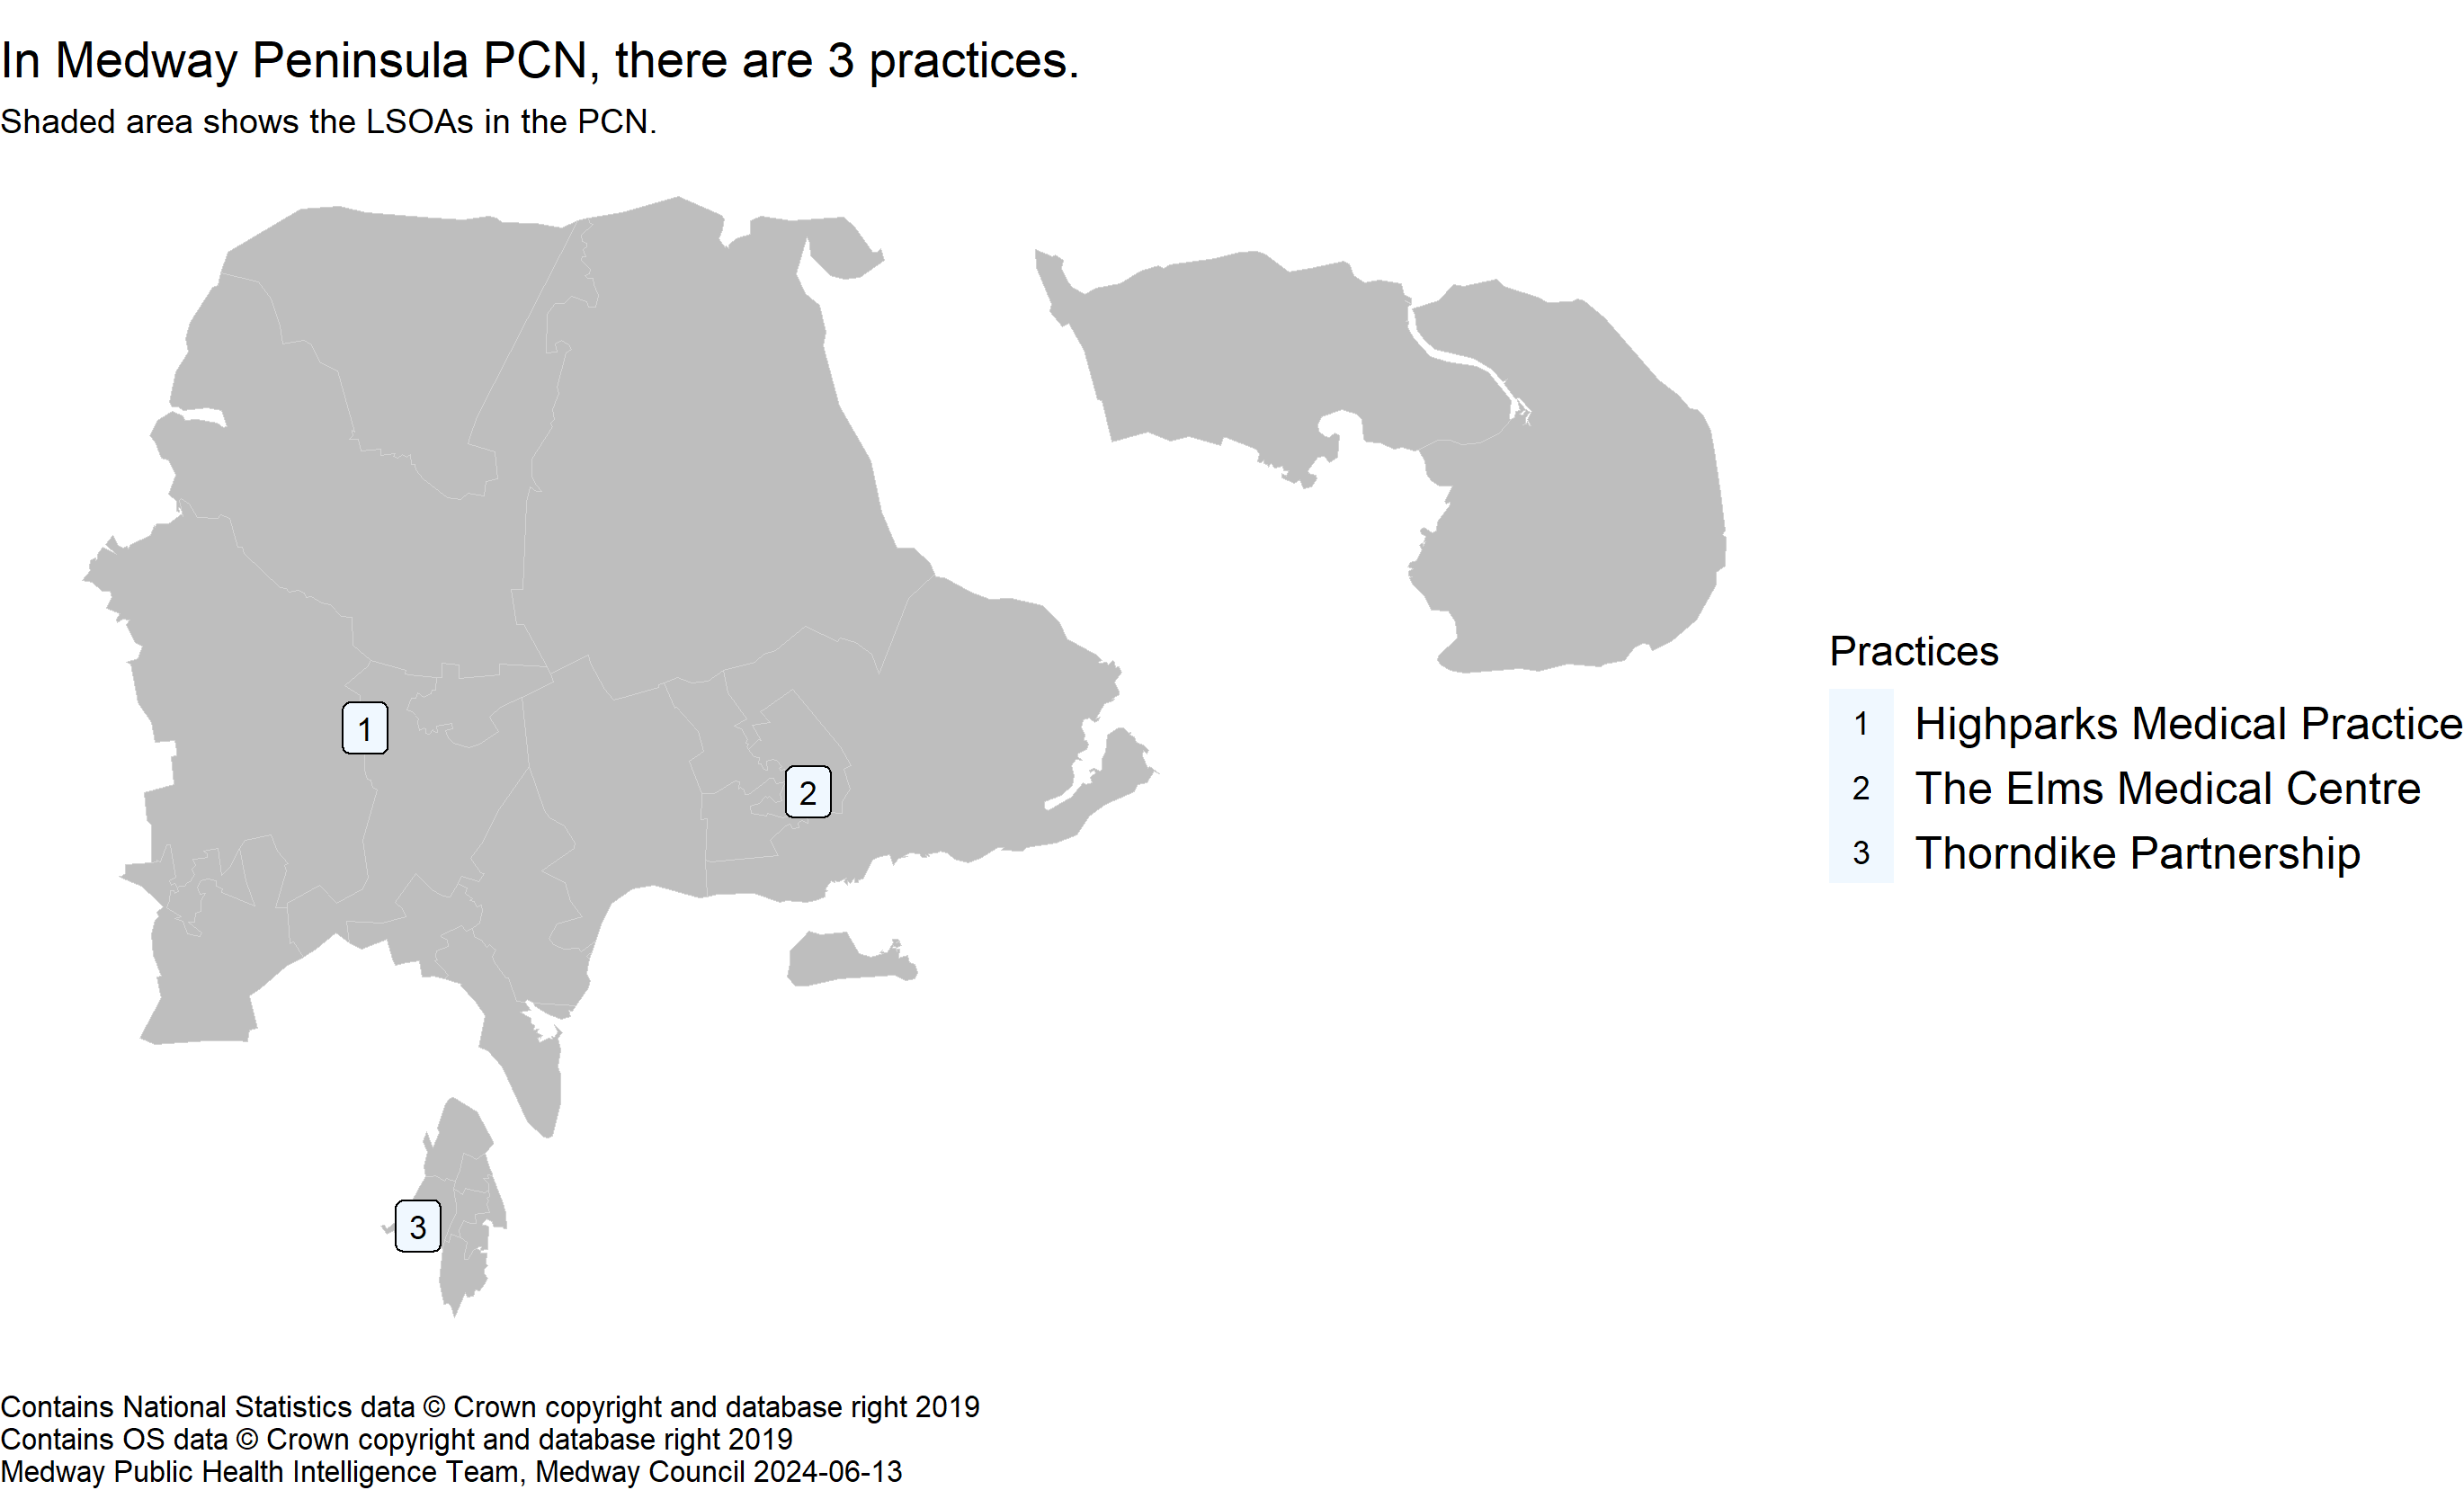 In Medway Peninsula PCN, there are 3 practices.
Shaded area shows the LSOAs in the PCN.
1
2
3
Practices
1 Highparks Medical Practice
2 The Elms Medical Centre
3 Thorndike Partnership
Contains National Statistics data © Crown copyright and database right 2019
Contains OS data © Crown copyright and database right 2019
Medway Public Health Intelligence Team, Medway Council 2024-06-13